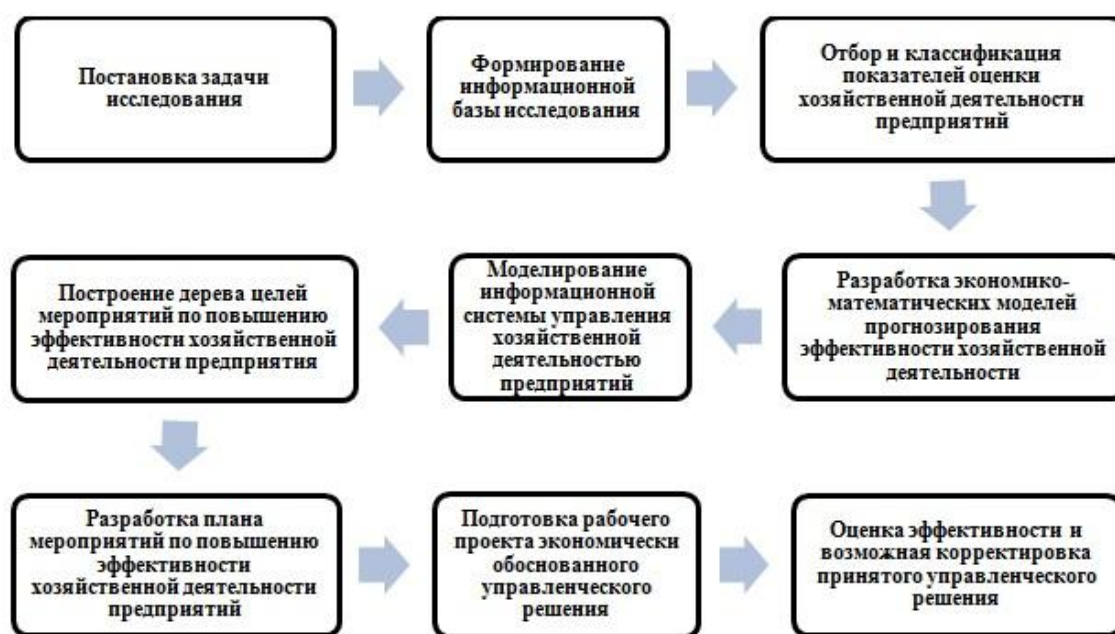 Постановка задачи
исследования
Формирование
информационной
базы исследования
Отбор и классификация
показателей оценки
хозяйственной деятельности
предприятий
Разработка экономико-
математических моделей
прогнозирования
эффективности хозяйственной
деятельности
Моделирование
информационной
системы управления
хозяйственной
деятельностью
предприятий
Построение дерева целей
мероприятий по повышению
эффективности хозяйственной
деятельности предприятия
Разработка плана
мероприятий по повышению
эффективности
хозяйственной деятельности
предприятий
Подготовка рабочего
проекта экономически
обоснованного
управленческого
решения
Оценка эффективности и
возможная корректировка
принятого управленческого
решения